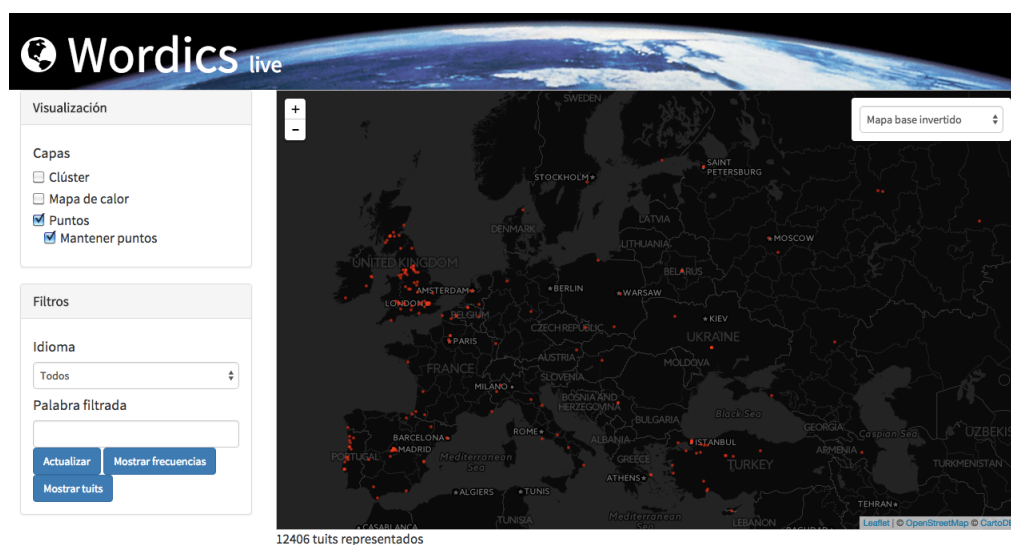 Wordics live
Visualización
Capas
Clúster
Mapa de calor
Puntos
Mantener puntos
Filtros
Idioma
Todos
Palabra filtrada
Actualizar
Mostrar frecuencias
Mostrar tuits
+
-
Mapa base invertido
SWEDEN
SAINT
PETERSBURG
STOCKHOLM
LATVIA
DENMARK
MOSCOW
LITHUANIA
UNITED KINGDOM
BELARUS
AMSTERDAM
BERLIN
WARSAW
LONDON
BELGIUM
KIEV
CZECH REPUBLIC
UKRAINE
PARIS
AUSTRIA
MOLDOVA
FRANCE
SLOVENIA
MILANO
BOSNIA AND
HERZEGOVINA
Black Sea
BULGARIA
GEORGIA
Caspian Sea
UZBEKIS
ROME
BARCELONA
ALBANIA
ISTANBUL
MADRID
ARMENIA
PORTUGAL
Mediterranean
Sea
GREECE
TURKEY
TURKMENISTAN
ATHENS
ALGIERS
TUNIS
TEHRAN
Mediterranean
TUNISIA
LEBANON
CASABLANCA
Leaflet | © OpenStreetMap © CartoDB
12406 tuits representados